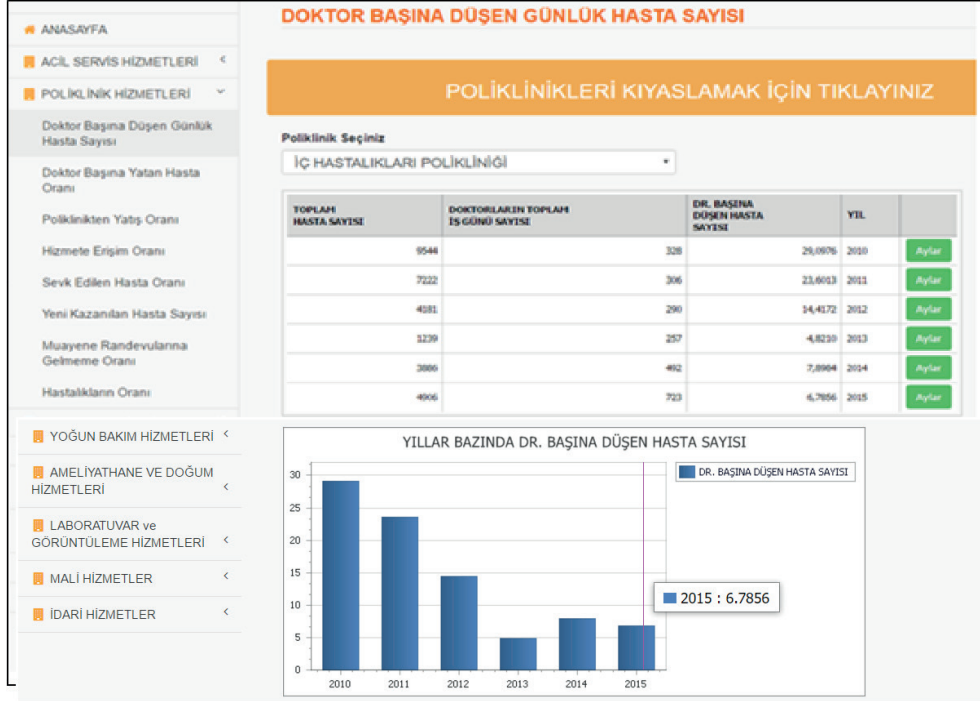 DOKTOR BAŞINA DÜŞEN GÜNLÜK HASTA SAYISI
ANASAYFA
ACİL SERVİS HİZMETLERİ
POLİKLİNİK HİZMETLERİ
Doktor Başına Düşen Günlük
Hasta Sayısı
Doktor Başına Yatan Hasta
Oranı
Poliklinikten Yatış Oranı
Hizmete Erişim Oranı
Sevk Edilen Hasta Oranı
Yeni Kazanılan Hasta Sayısı
Muayene Randevularına
Gelmeme Oranı
Hastalıkların Oranı
YOĞUN BAKIM HİZMETLERİ
AMELİYATHANE VE DOĞUM
HİZMETLERİ
LABORATUVAR ve
GÖRÜNTÜLEME HİZMETLERİ
MALİ HİZMETLER
İDARİ HİZMETLER
POLİKLİNİKLERİ KIYASLAMAK İÇİN TIKLAYINIZ
Poliklinik Seçiniz
İÇ HASTALIKLARI POLİKLİNİĞİ
TOPLAM
HASTA SAYISI
DOKTORLARIN TOPLAM
İŞ GÜNÜ SAYISI
DR. BAŞINA
DÜŞEN HASTA
SAYISI
YIL
9544 328 29,0976 2010 Aylar
7222 306 23,6013 2011 Aylar
4181 290 14,4172 2012 Aylar
1239 257 4,8210 2013 Aylar
3886 492 7,8984 2014 Aylar
4906 723 6,7856 2015 Aylar
YILLAR BAZINDA DR. BAŞINA DÜŞEN HASTA SAYISI
DR. BAŞINA DÜŞEN HASTA SAYISI
30
25
20
15
10
5
0
2015 : 6.7856
2010 2011 2012 2013 2014 2015